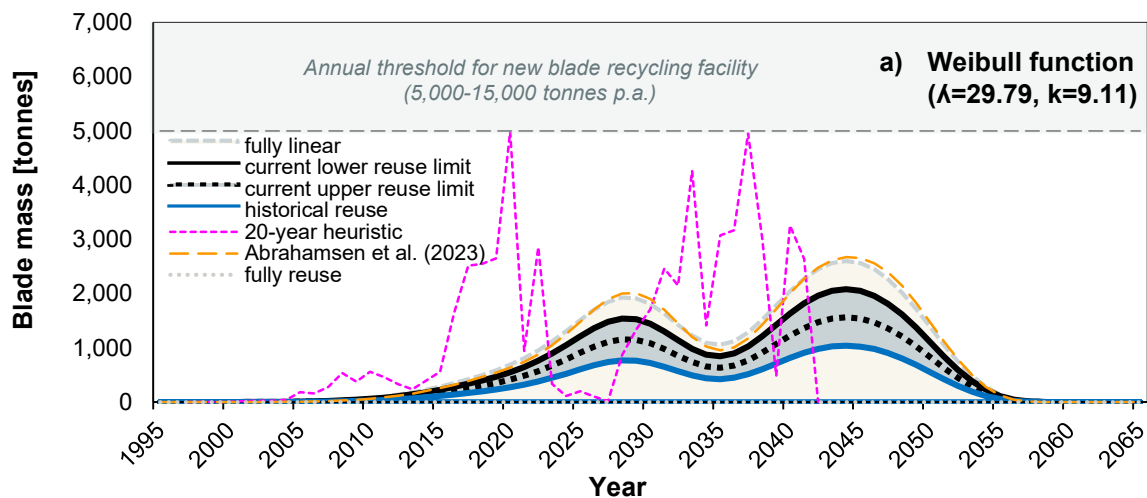 7,000
6,000
5,000
4,000
3,000
2,000
1,000
0
Blade mass [tonnes]
Annual threshold for new blade recycling facility
(5,000-15,000 tonnes p.a.)
a) Weibull function
(ʎ=29.79, k=9.11)
fully linear
current lower reuse limit
current upper reuse limit
historical reuse
20-year heuristic
Abrahamsen et al. (2023)
fully reuse
1995
2000
2005
2010
2015
2020
2025
2030
2035
2040
2045
2050
2055
2060
2065
Year